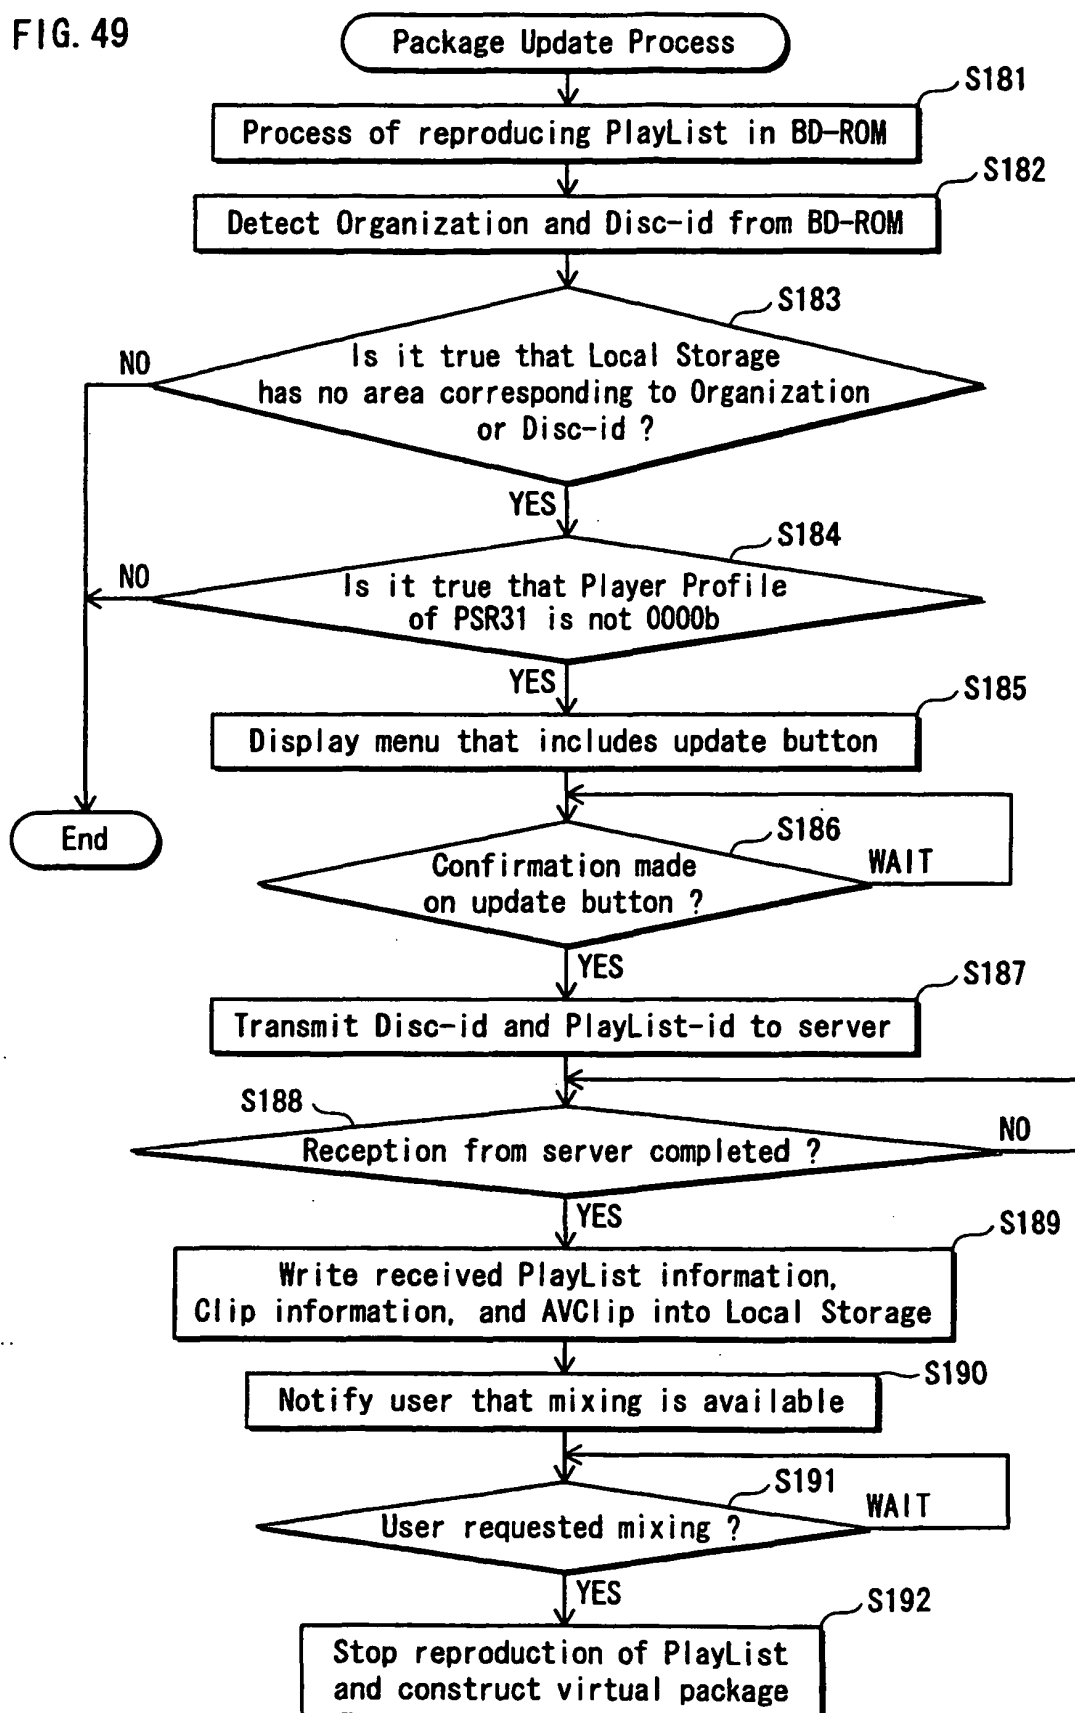 FIG. 49
Package Update Process
S181
Process of reproducing PlayList in BD-ROM
S182
Detect Organization and Disc-id from BD-ROM
S183
Is it true that Local Storage
has no area corresponding to Organization
or Disc-id ?
NO
YES
S184
Is it true that Player Profile
of PSR31 is not 0000b
NO
YES
S185
Display menu that includes update button
End
S186
Confirmation made
on update button ?
WAIT
YES
S187
Transmit Disc-id and PlayList-id to server
S188
Reception from server completed ?
NO
YES
S189
Write received PlayList information,
Clip information, and AVClip into Local Storage
S190
Notify user that mixing is available
S191
User requested mixing ?
WAIT
YES
S192
Stop reproduction of PlayList
and construct virtual package